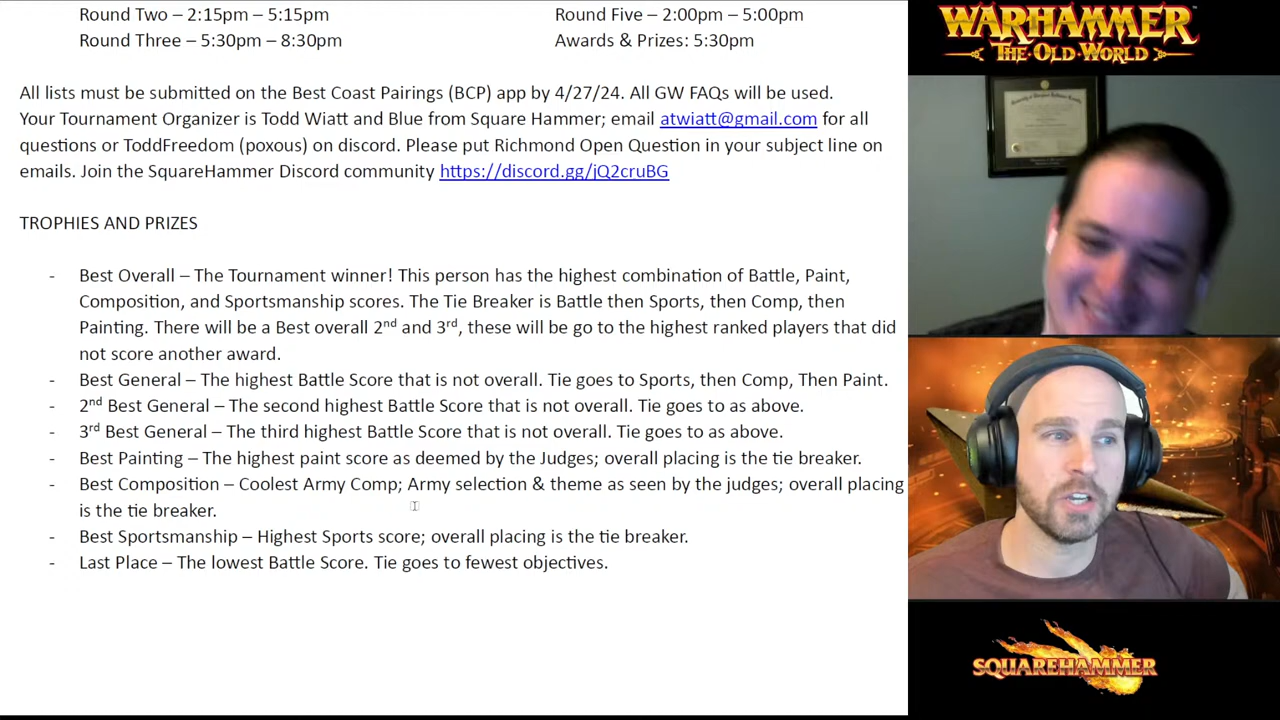 Round Two – 2:15pm – 5:15pm
Round Five – 2:00pm – 5:00pm
Round Three – 5:30pm – 8:30pm
Awards & Prizes: 5:30pm
All lists must be submitted on the Best Coast Pairings (BCP) app by 4/27/24. All GW FAQs will be used.
Your Tournament Organizer is Todd Wiatt and Blue from Square Hammer; email atwiatt@gmail.com for all
questions or ToddFreedom (poxous) on discord. Please put Richmond Open Question in your subject line on
emails. Join the SquareHammer Discord community https://discord.gg/jQ2cruBG
TROPHIES AND PRIZES
- Best Overall – The Tournament winner! This person has the highest combination of Battle, Paint,
Composition, and Sportsmanship scores. The Tie Breaker is Battle then Sports, then Comp, then
Painting. There will be a Best overall 2nd and 3rd, these will be go to the highest ranked players that did
not score another award.
- Best General – The highest Battle Score that is not overall. Tie goes to Sports, then Comp, Then Paint.
- 2nd Best General – The second highest Battle Score that is not overall. Tie goes to as above.
- 3rd Best General – The third highest Battle Score that is not overall. Tie goes to as above.
- Best Painting – The highest paint score as deemed by the Judges; overall placing is the tie breaker.
- Best Composition – Coolest Army Comp; Army selection & theme as seen by the judges; overall placing
is the tie breaker.
- Best Sportsmanship – Highest Sports score; overall placing is the tie breaker.
- Last Place – The lowest Battle Score. Tie goes to fewest objectives.
WARHAMMER
THE OLD WORLD
SQUAREHAMMER